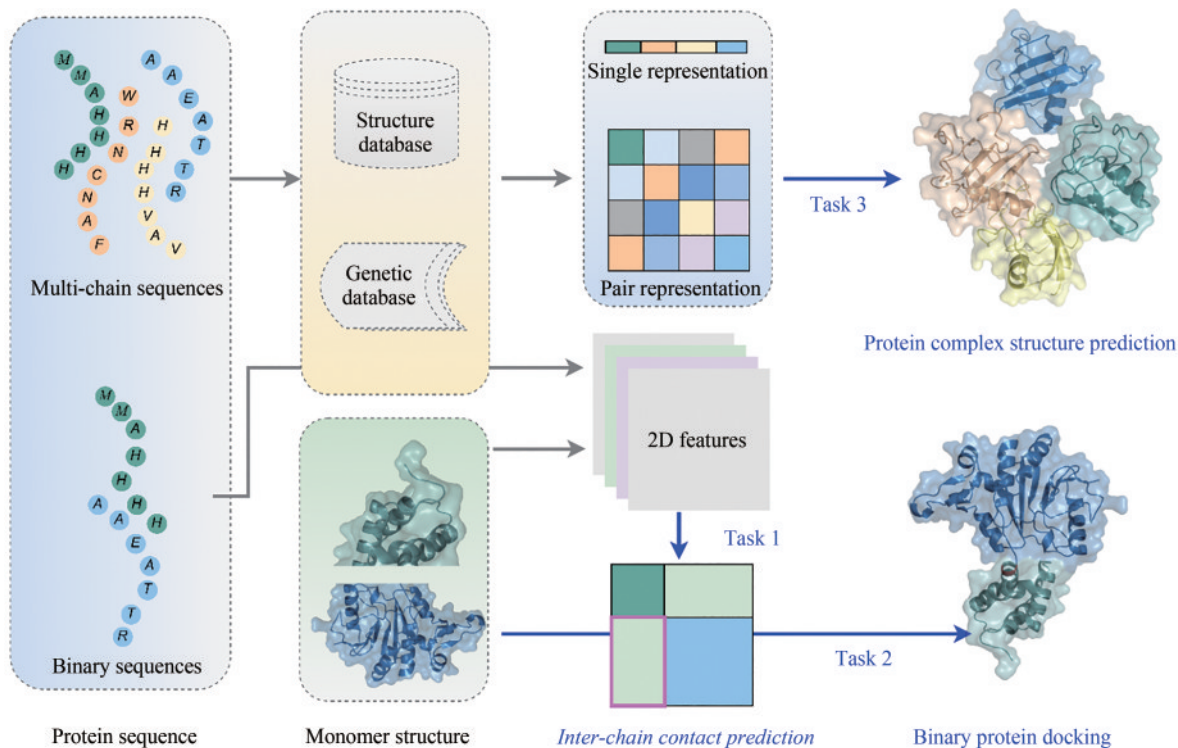 M M A H H H H
W R N C N A F
H H H H V A V
A A E A T T R
Multi-chain sequences
Structure
database
Genetic
database
Single representation
Pair representation
Task 3
Protein complex structure prediction
M M A H H H H
A A E A T T R
Binary sequences
2D features
Task 1
Task 2
Protein sequence
Monomer structure
Inter-chain contact prediction
Binary protein docking